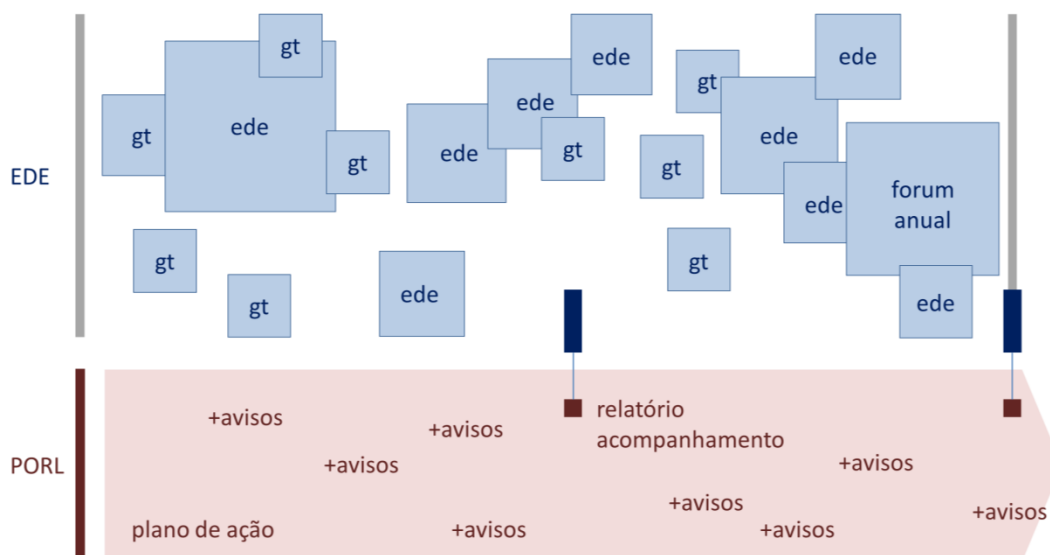 gt
ede
gt
gt
gt
gt
ede
ede
ede
gt
ede
gt
gt
gt
ede
ede
ede
forum
anual
ede
EDE
+avisos
+avisos
+avisos
relatório
acompanhamento
+avisos
PORL
+avisos
+avisos
plano de ação
+avisos
+avisos